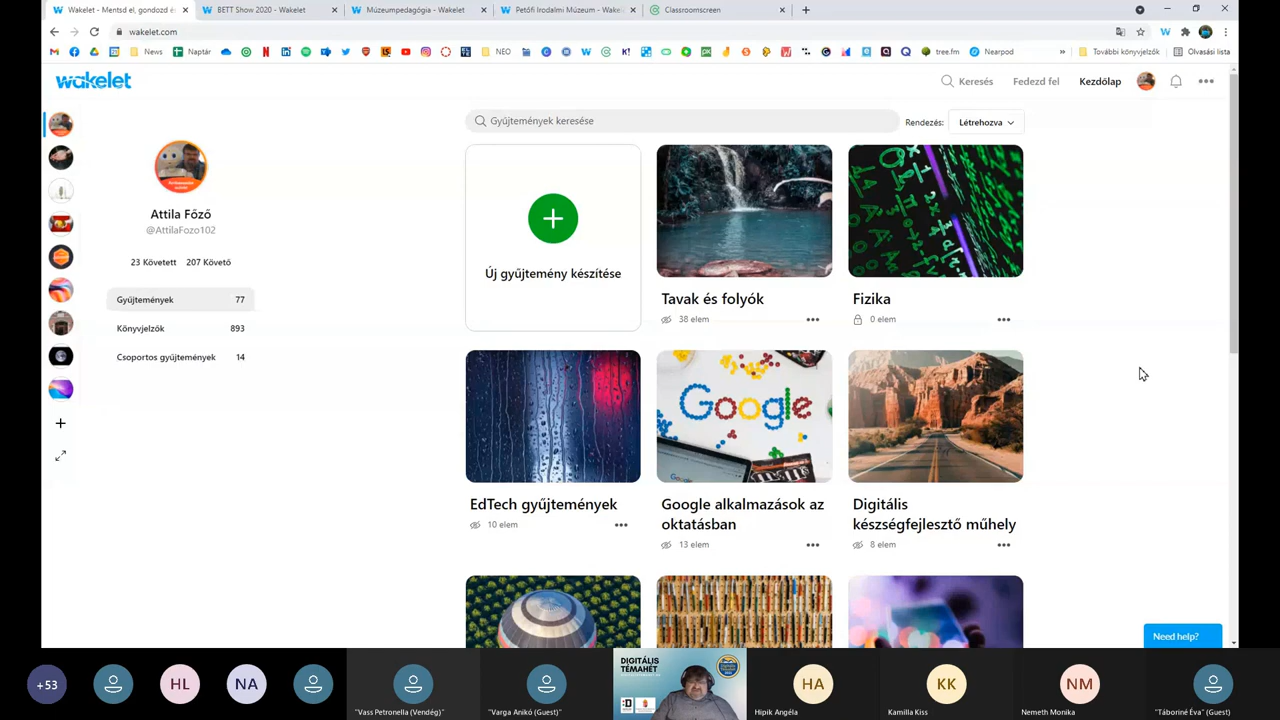 Wakelet - Mentsd el, gondozd és
BETT Show 2020 - Wakelet
Múzeumpedagógia - Wakelet
Petőfi Irodalmi Múzeum - Wake
Classroomscreen
wakelet.com
News
Naptár
NEO
tree.fm
Nearpod
További könyvjelzők
Olvasási lista
wakelet
Keresés
Fedezd fel
Kezdőlap
Gyűjtemények keresése
Rendezés:
Létrehozva
Attila Főző
@AttilaFozo102
23 Követett 207 Követő
Gyűjtemények 77
Könyvjelzők 893
Csoportos gyűjtemények 14
Új gyűjtemény készítése
Tavak és folyók
38 elem
Fizika
0 elem
EdTech gyűjtemények
10 elem
Google
Google alkalmazások az
oktatásban
13 elem
Digitális
készségfejlesztő műhely
8 elem
Need help?
+53
HL
NA
"Vass Petronella (Vendég)"
"Varga Anikó (Guest)"
DIGITÁLIS
TÉMAHÉT
HA
Hipik Angéla
KK
Kamilla Kiss
NM
Nemeth Monika
"Táboriné Éva" (Guest)